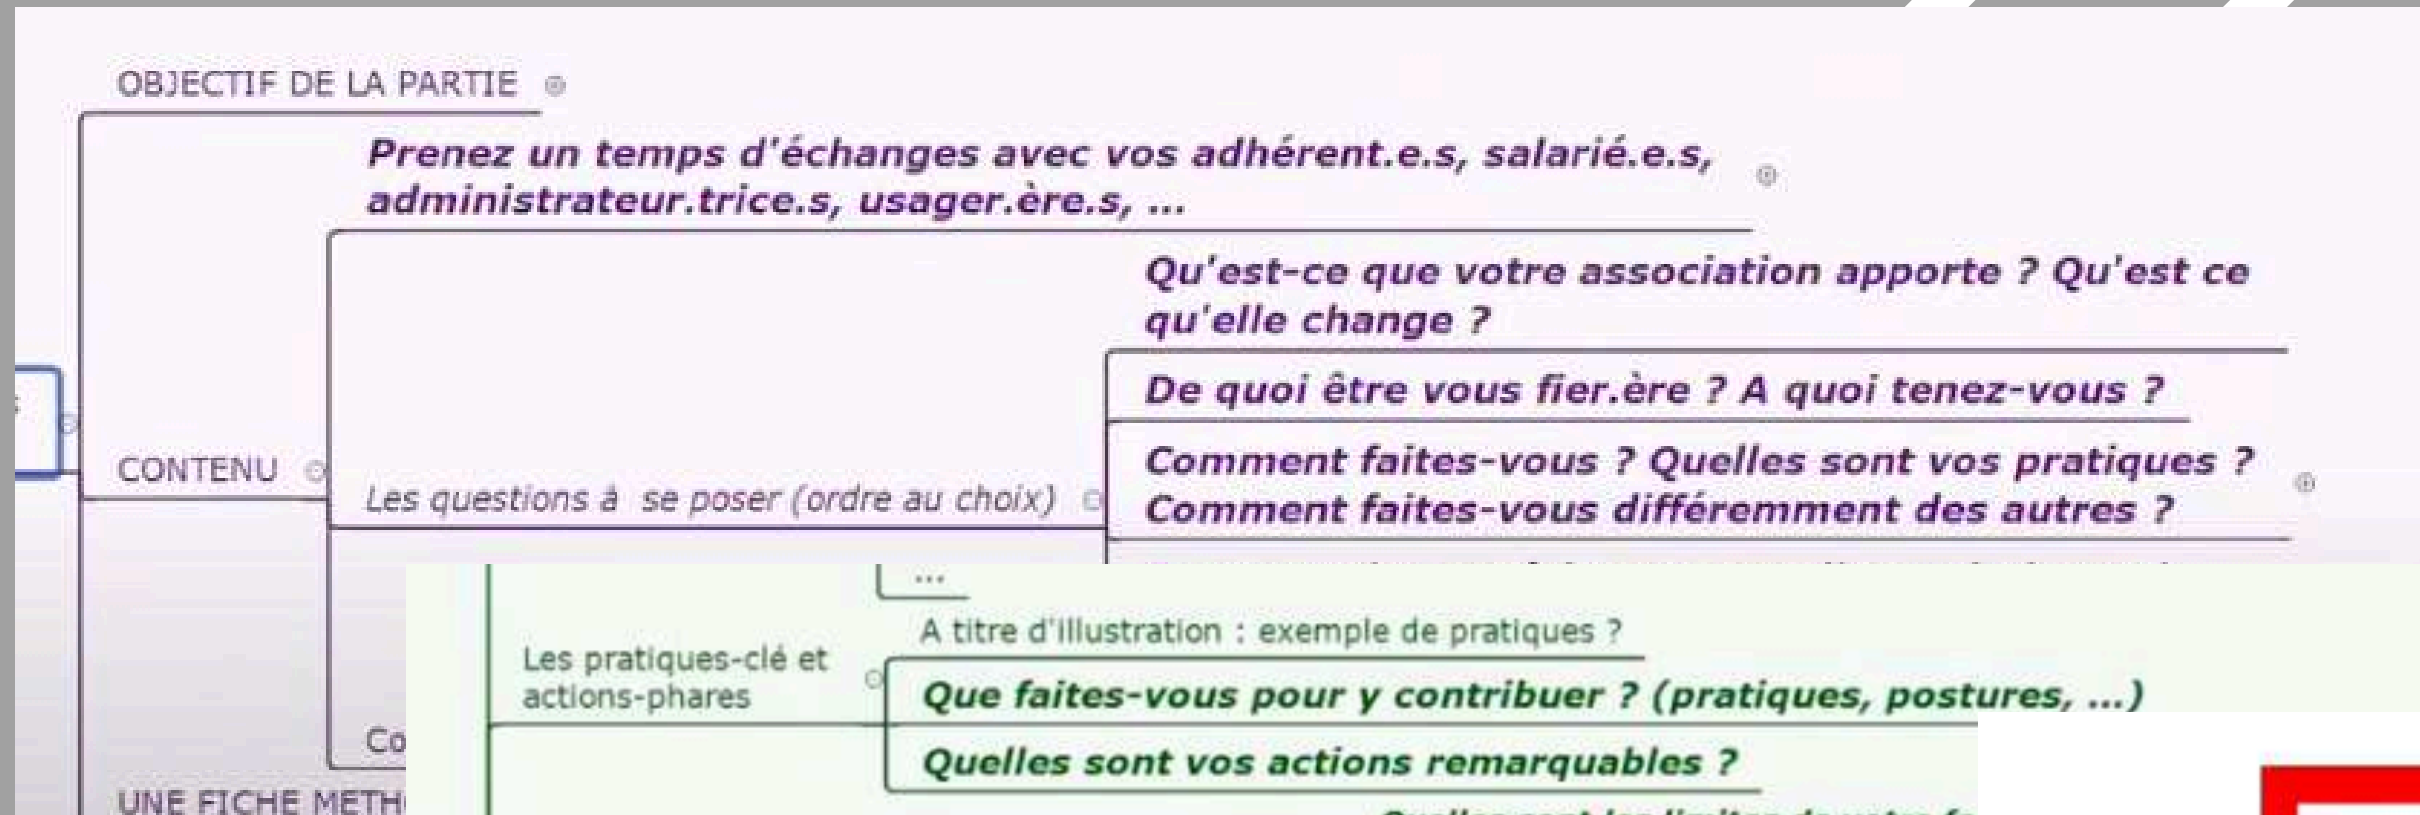 OBJECTIF DE LA PARTIE
Prenez un temps d'échanges avec vos adhérent.e.s, salarié.e.s,
administrateur.trice.s, usager.ère.s, ...
Qu'est-ce que votre association apporte ? Qu'est ce
qu'elle change ?
De quoi être vous fier.ère ? A quoi tenez-vous ?
CONTENU
Les questions à  se poser (ordre au choix)
Comment faites-vous ? Quelles sont vos pratiques ?
Comment faites-vous différemment des autres ?
...
A titre d'illustration : exemple de pratiques ?
Les pratiques-clé et
actions-phares
Que faites-vous pour y contribuer ? (pratiques, postures, ...)
Co
Quelles sont vos actions remarquables ?
UNE FICHE METH